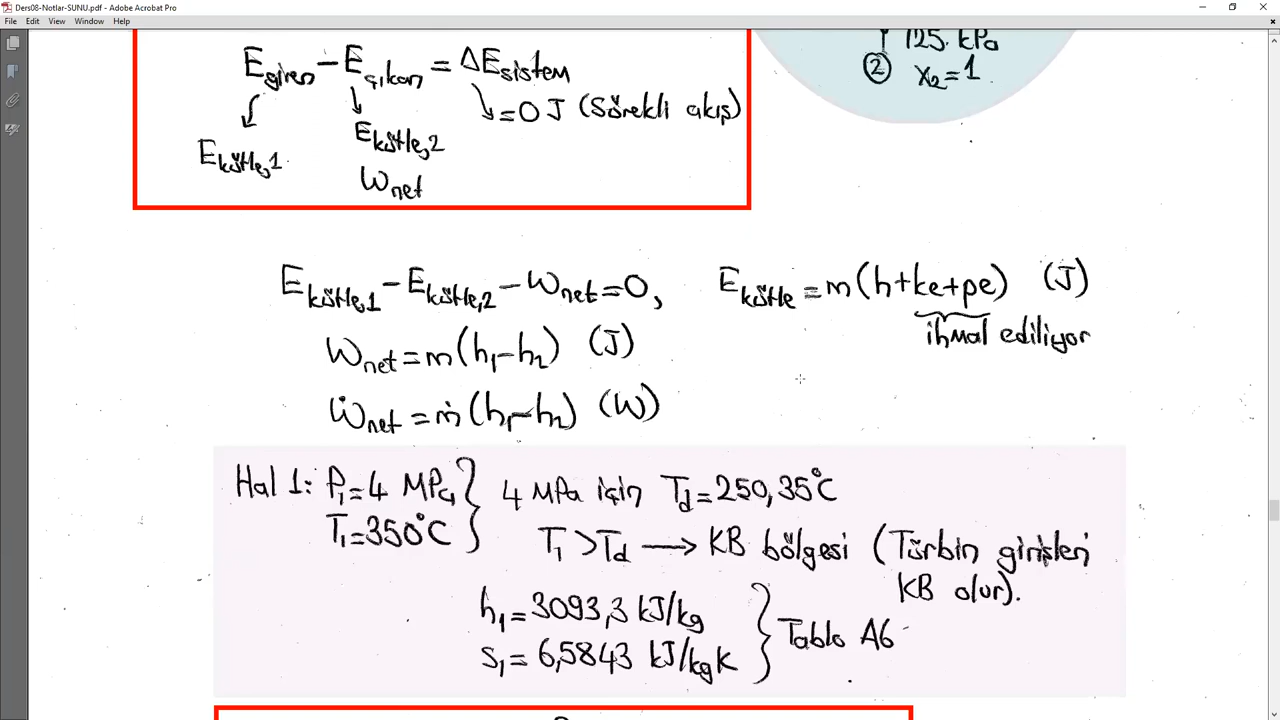 Ders08-Notlar-SUNU.pdf - Adobe Acrobat Pro
File Edit View Window Help
125 kPa
② x₂=1
E_giren − E_çıkan = ΔE_sistem
=0 J (Sürekli akış)
E_kütle,1
E_kütle,2
W_net
E_kütle,1 − E_kütle,2 − W_net = 0, E_kütle = m(h+ke+pe) (J)
ihmal ediliyor
W_net = m(h₁−h₂) (J)
Ẇ_net = ṁ(h₁−h₂) (W)
Hal 1: P₁=4 MPa } 4 MPa için T_d=250,35°C
T₁=350°C
T₁ > T_d → KB bölgesi (Türbin girişleri
KB olur).
h₁ = 3093,3 kJ/kg
s₁ = 6,5843 kJ/kgK } Tablo A6